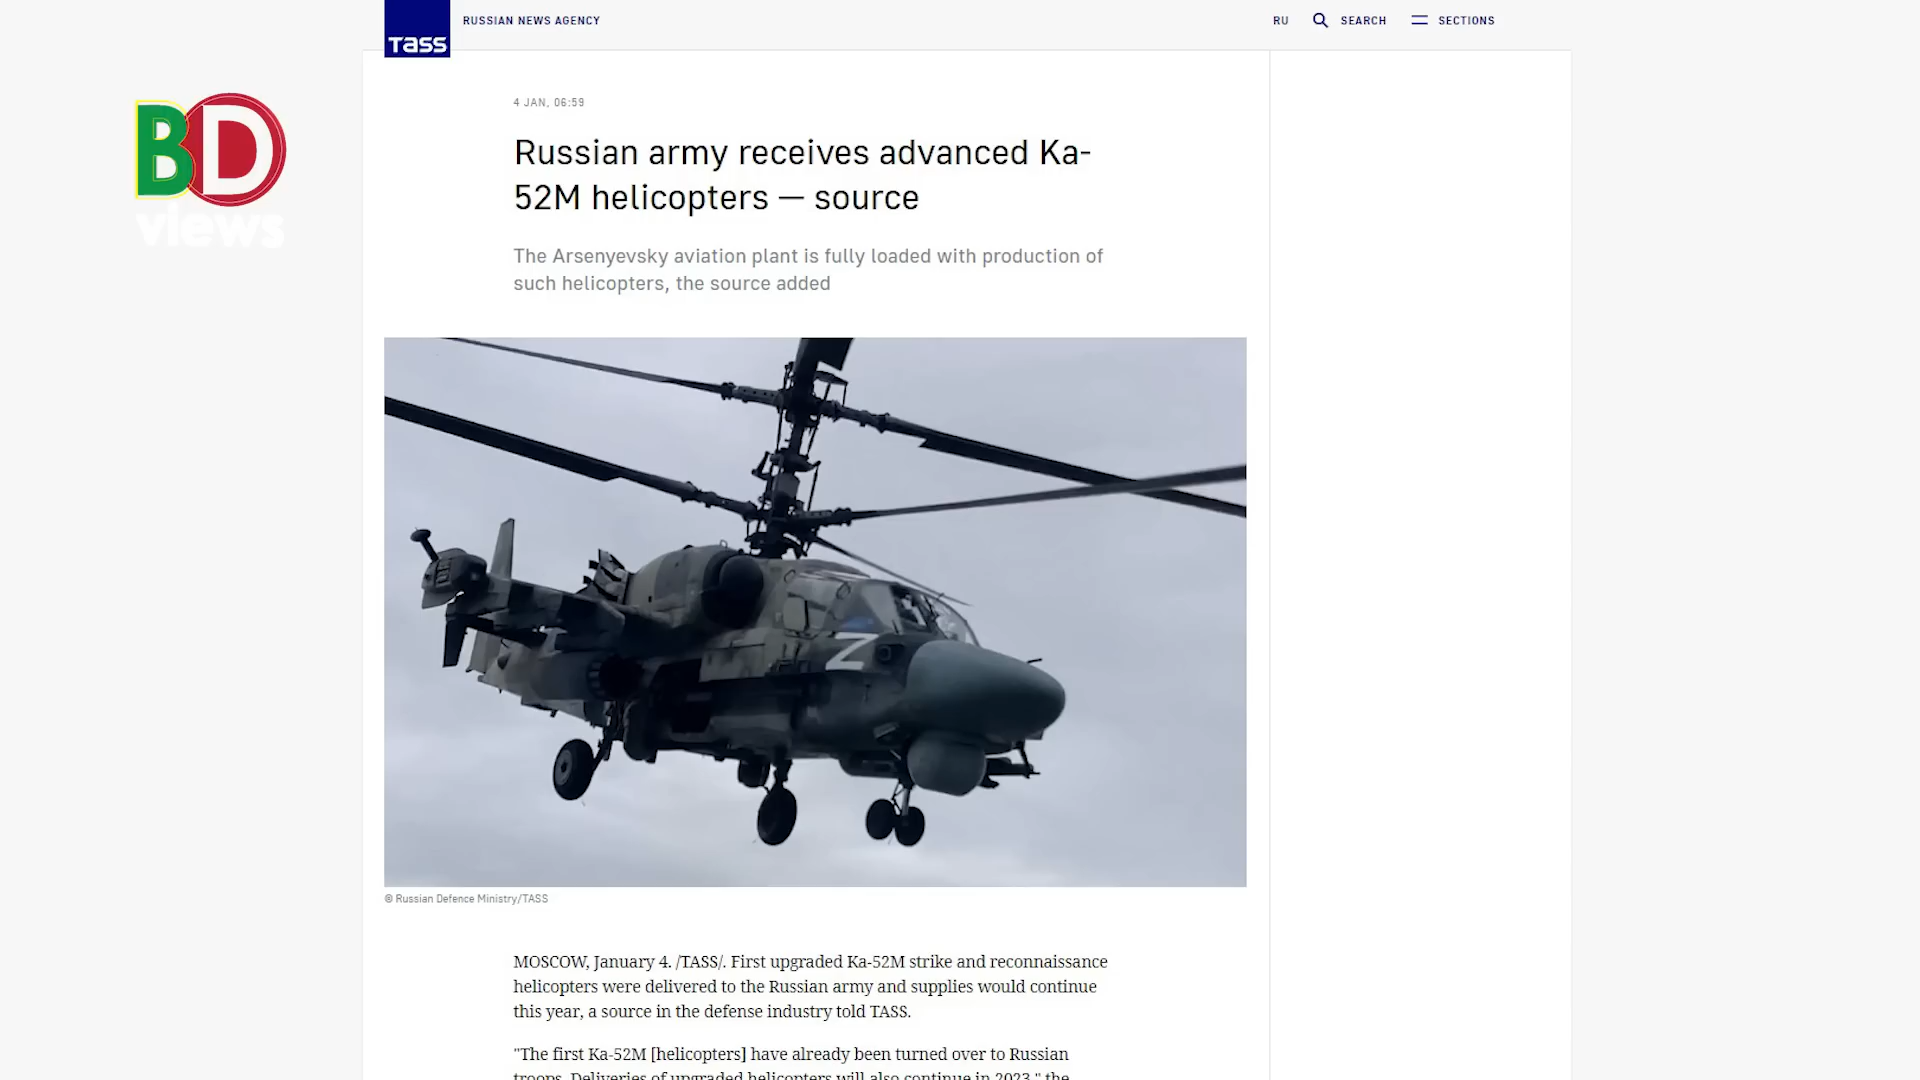 Tass
RUSSIAN NEWS AGENCY
RU
SEARCH
SECTIONS
BD
views
4 JAN, 06:59
Russian army receives advanced Ka-
52M helicopters — source
The Arsenyevsky aviation plant is fully loaded with production of
such helicopters, the source added
Z
© Russian Defence Ministry/TASS
MOSCOW, January 4. /TASS/. First upgraded Ka-52M strike and reconnaissance
helicopters were delivered to the Russian army and supplies would continue
this year, a source in the defense industry told TASS.
"The first Ka-52M [helicopters] have already been turned over to Russian
troops. Deliveries of upgraded helicopters will also continue in 2023," the